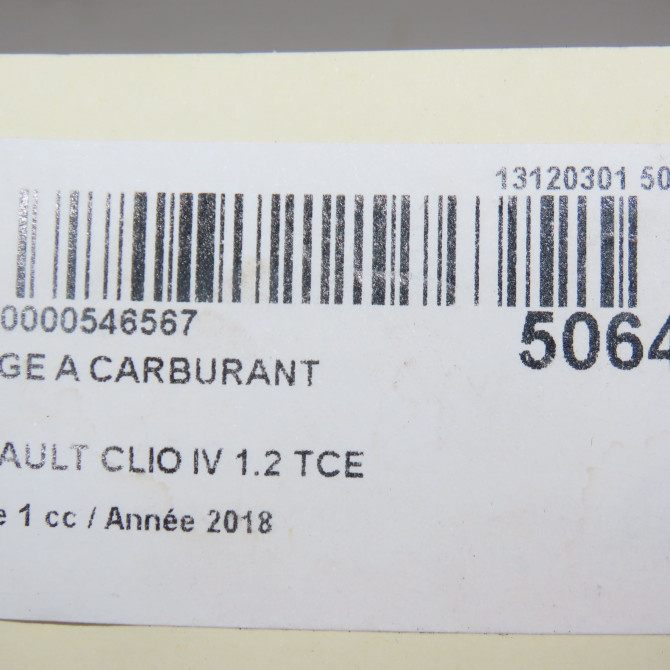 13120301 50
0000546567
5064
GE A CARBURANT
AULT CLIO IV 1.2 TCE
e 1 cc / Année 2018